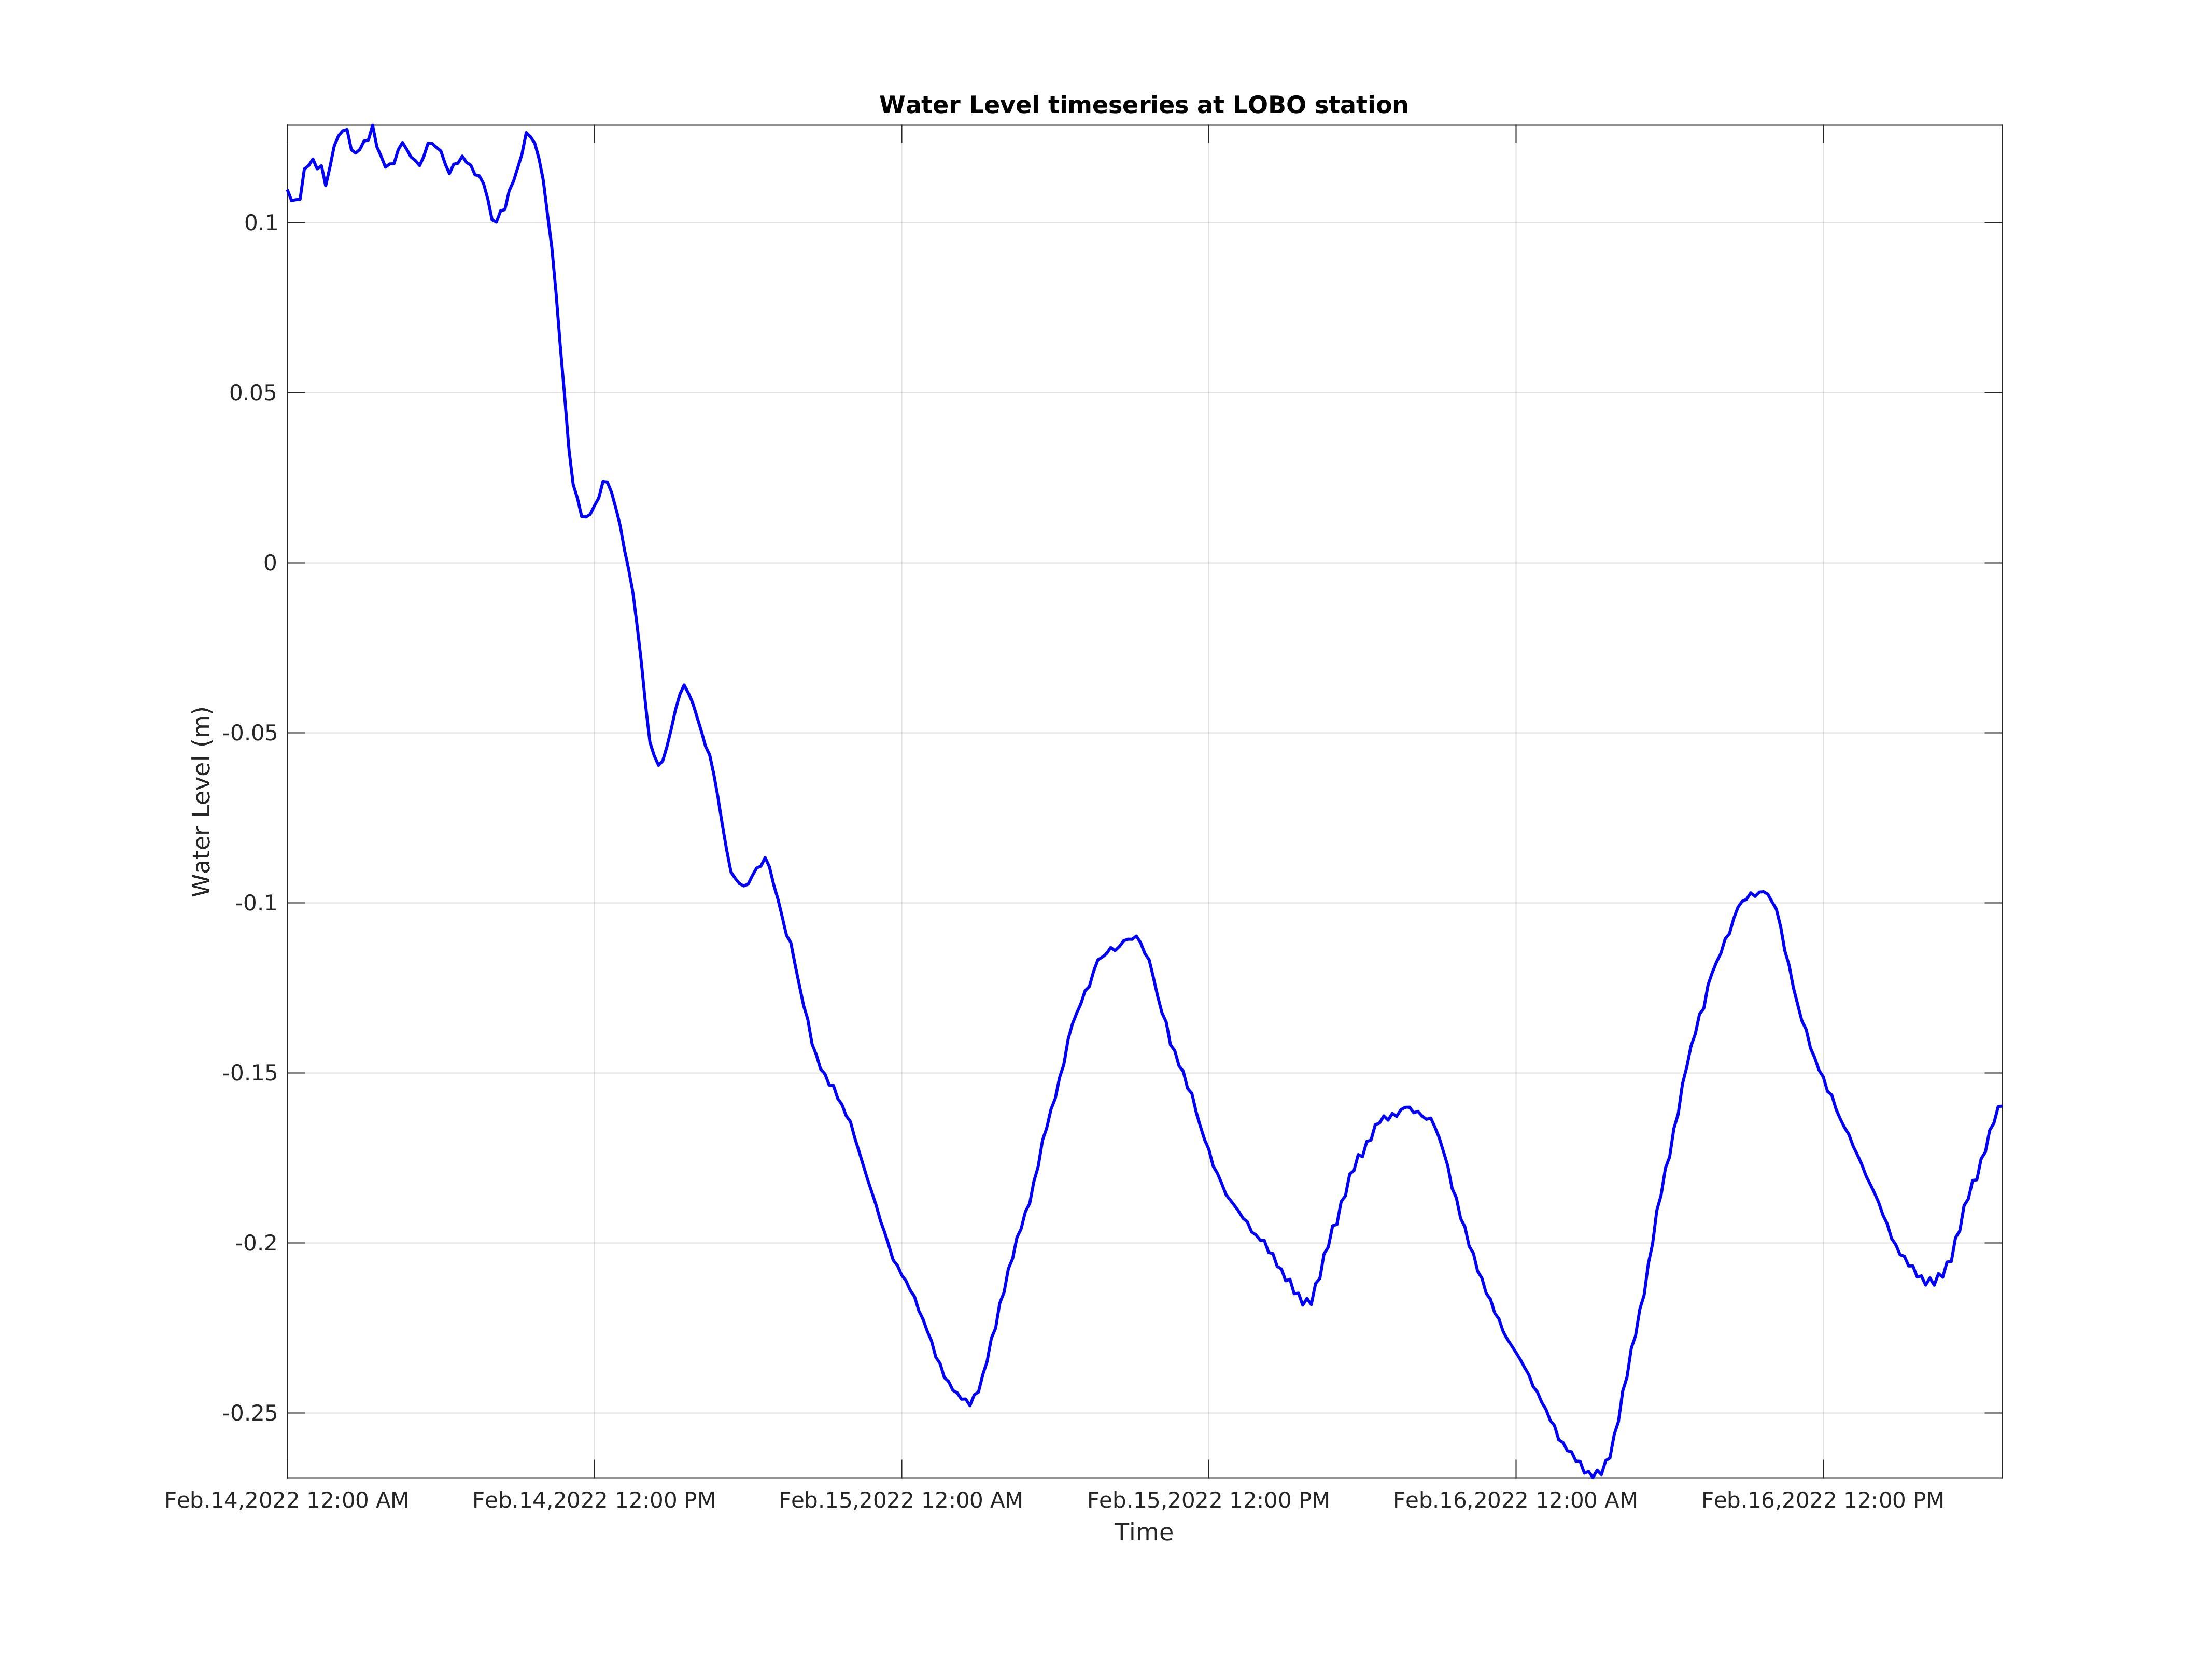 Water Level timeseries at LOBO station
0.1
0.05
0
-0.05
-0.1
-0.15
-0.2
-0.25
Water Level (m)
Feb.14,2022 12:00 AM Feb.14,2022 12:00 PM Feb.15,2022 12:00 AM Feb.15,2022 12:00 PM Feb.16,2022 12:00 AM Feb.16,2022 12:00 PM
Time